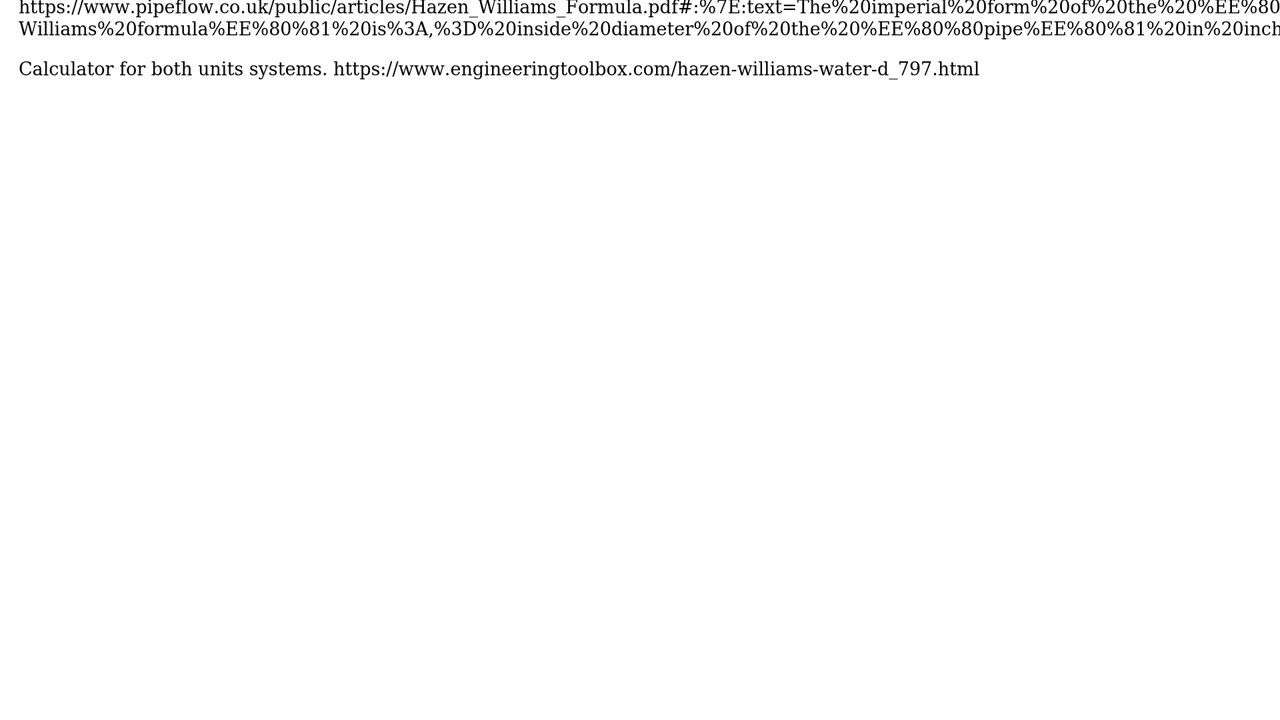 https://www.pipeflow.co.uk/public/articles/Hazen_Williams_Formula.pdf#:%7E:text=The%20imperial%20form%20of%20the%20%EE%80
Williams%20formula%EE%80%81%20is%3A,%3D%20inside%20diameter%20of%20the%20%EE%80%80pipe%EE%80%81%20in%20inch
Calculator for both units systems. https://www.engineeringtoolbox.com/hazen-williams-water-d_797.html